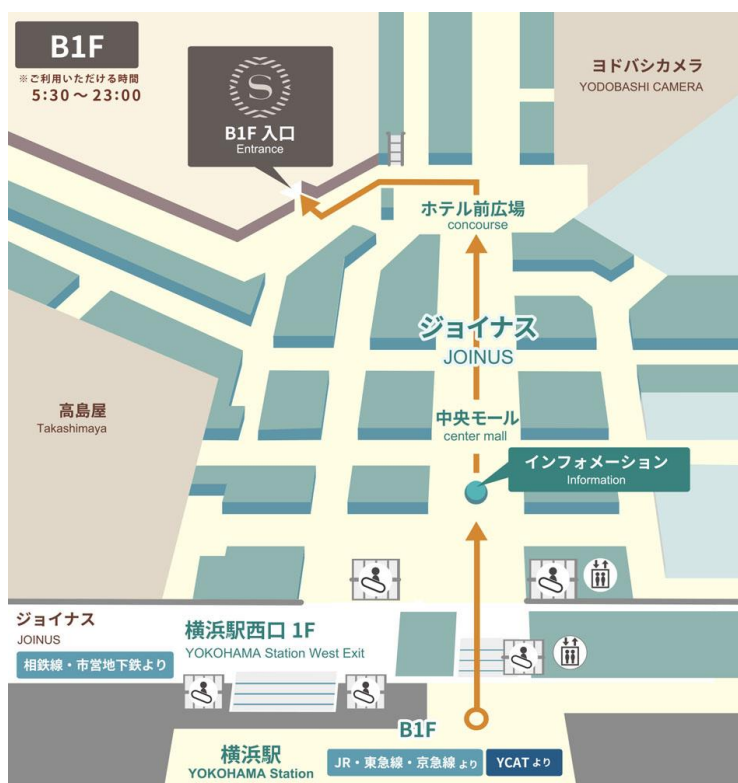 B1F
※ご利用いただける時間
5:30～23:00
S
B1F 入口
Entrance
ヨドバシカメラ
YODOBASHI CAMERA
ホテル前広場
concourse
ジョイナス
JOINUS
高島屋
Takashimaya
中央モール
center mall
インフォメーション
Information
ジョイナス
JOINUS
相鉄線・市営地下鉄より
横浜駅西口 1F
YOKOHAMA Station West Exit
B1F
横浜駅
YOKOHAMA Station
JR・東急線・京急線 より
YCAT より